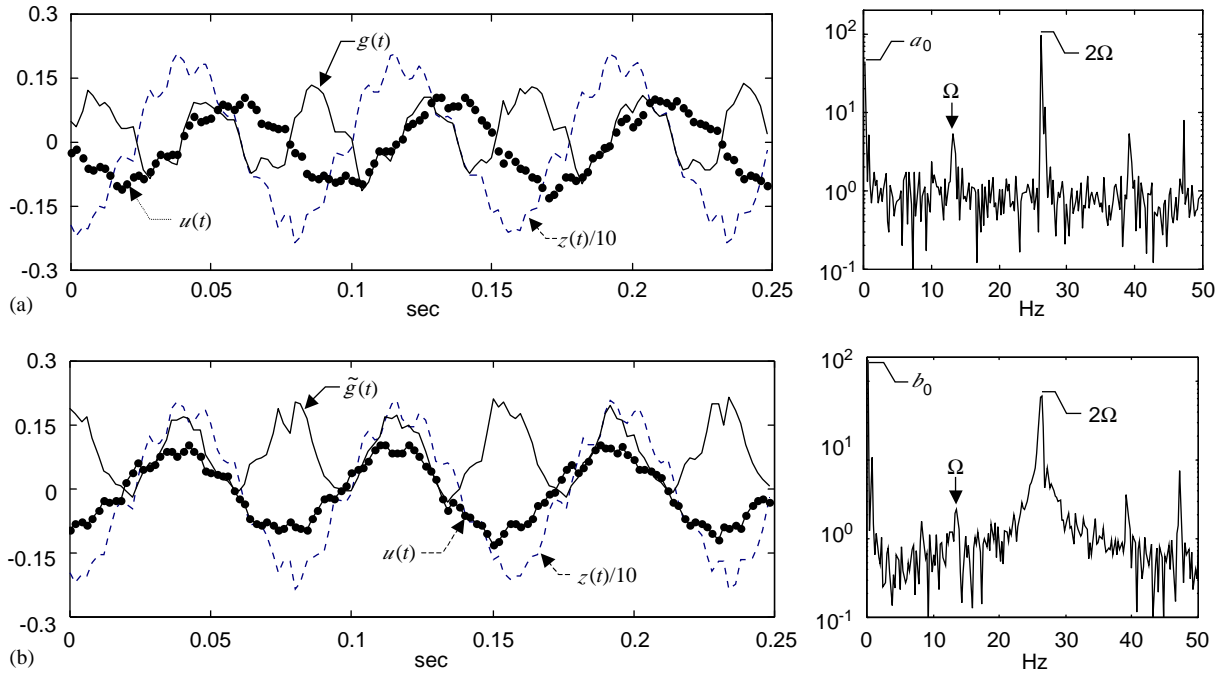 0.3
0.15
0
-0.15
-0.3
g(t)
u(t)
z(t)/10
0
0.05
0.1
0.15
0.2
0.25
sec
(a)
10²
10¹
10⁰
10⁻¹
a₀
Ω
2Ω
0
10
20
30
40
50
Hz
0.3
0.15
0
-0.15
-0.3
g̃(t)
u(t)
z(t)/10
0
0.05
0.1
0.15
0.2
0.25
sec
(b)
10²
10¹
10⁰
10⁻¹
b₀
Ω
2Ω
0
10
20
30
40
50
Hz